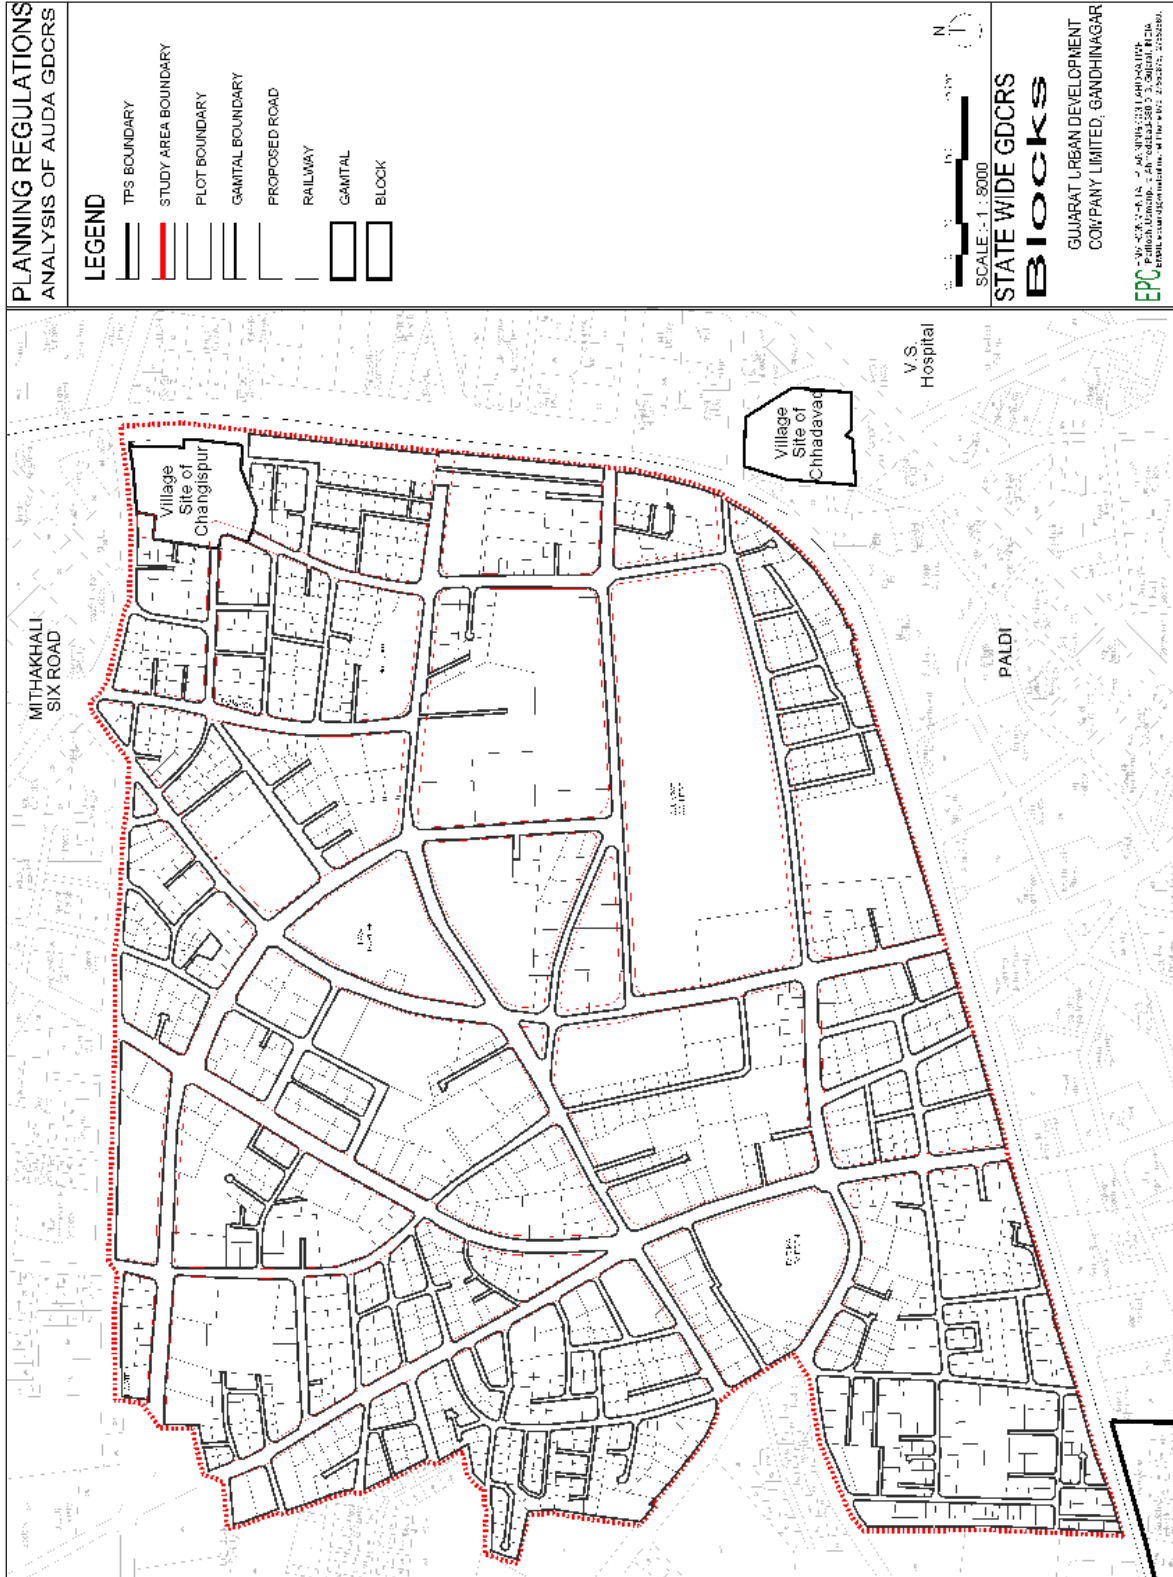 PLANNING REGULATIONS
ANALYSIS OF AUDA GDCRS
LEGEND
TPS BOUNDARY
STUDY AREA BOUNDARY
PLOT BOUNDARY
GAMTAL BOUNDARY
PROPOSED ROAD
RAILWAY
GAMTAL
BLOCK
N
SCALE:- 1 : 8000
STATE WIDE GDCRS
Blocks
GUJARAT URBAN DEVELOPMENT
COMPANY LIMITED, GANDHINAGAR
EPC
MITHAKHALI
SIX ROAD
Village
Site of
Changispur
Village
Site of
Chhadavad
V.S.
Hospital
PALDI